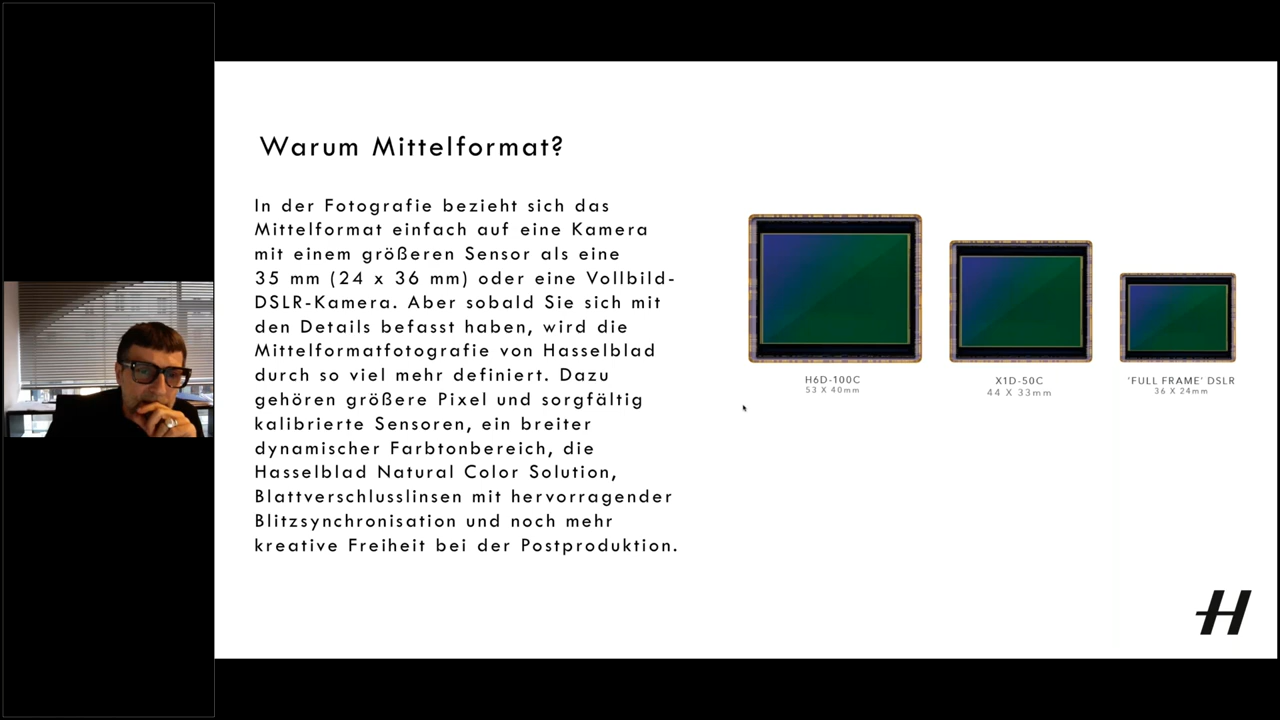 Warum Mittelformat?
In der Fotografie bezieht sich das
Mittelformat einfach auf eine Kamera
mit einem größeren Sensor als eine
35 mm (24 x 36 mm) oder eine Vollbild-
DSLR-Kamera. Aber sobald Sie sich mit
den Details befasst haben, wird die
Mittelformatfotografie von Hasselblad
durch so viel mehr definiert. Dazu
gehören größere Pixel und sorgfältig
kalibrierte Sensoren, ein breiter
dynamischer Farbtonbereich, die
Hasselblad Natural Color Solution,
Blattverschlusslinsen mit hervorragender
Blitzsynchronisation und noch mehr
kreative Freiheit bei der Postproduktion.
H6D-100C
53 X 40mm
X1D-50C
44 X 33mm
'FULL FRAME' DSLR
36 X 24mm
H